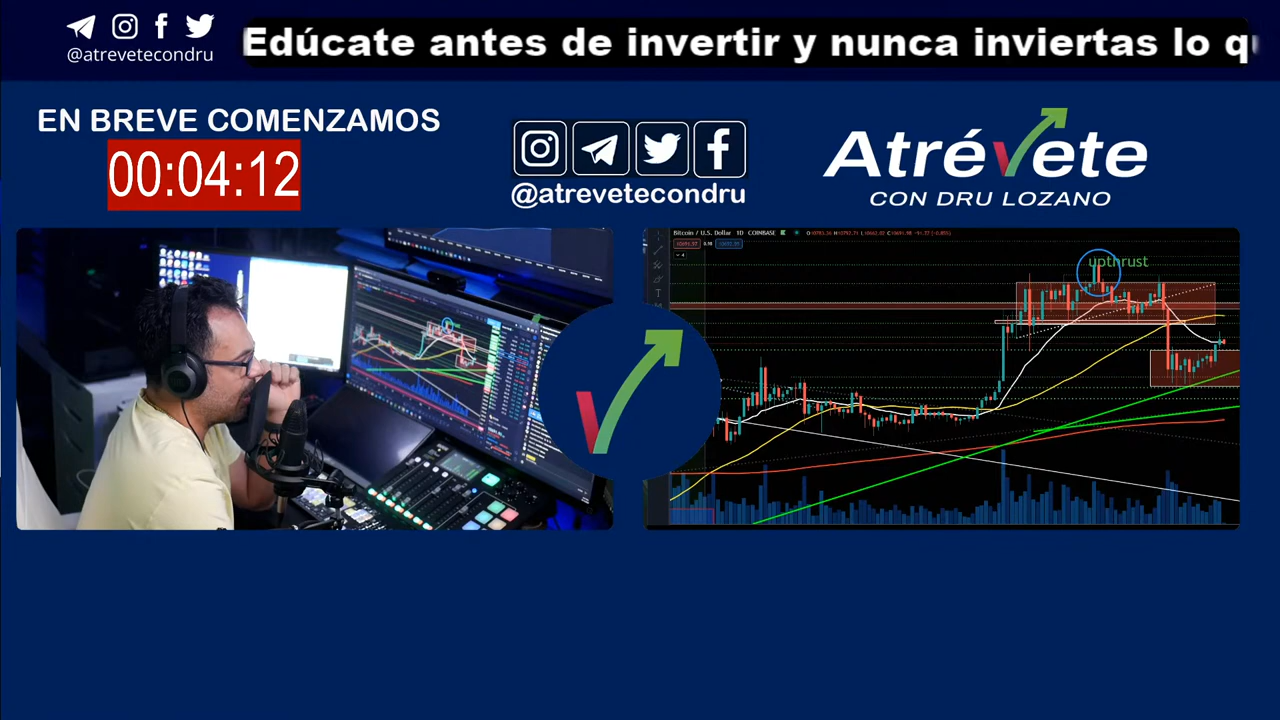 @atrevetecondru
Edúcate antes de invertir y nunca inviertas lo qu
EN BREVE COMENZAMOS
00:04:12
@atrevetecondru
Atrévete
CON DRU LOZANO
Bitcoin / U.S. Dollar 1D COINBASE
upthrust